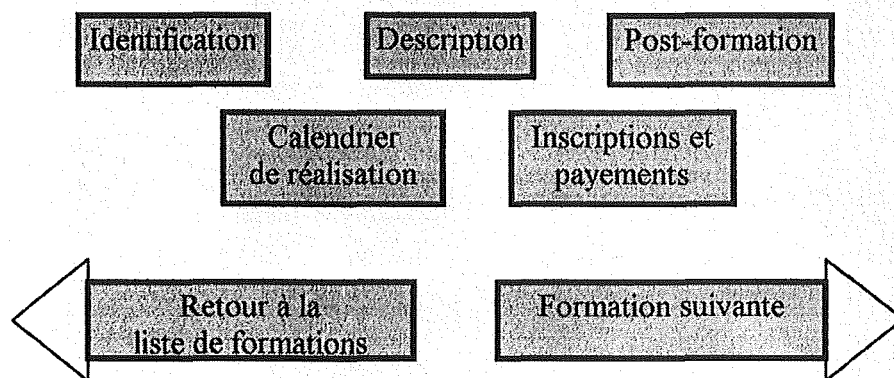 Identification
Description
Post-formation
Calendrier
de réalisation
Inscriptions et
payements
Retour à la
liste de formations
Formation suivante